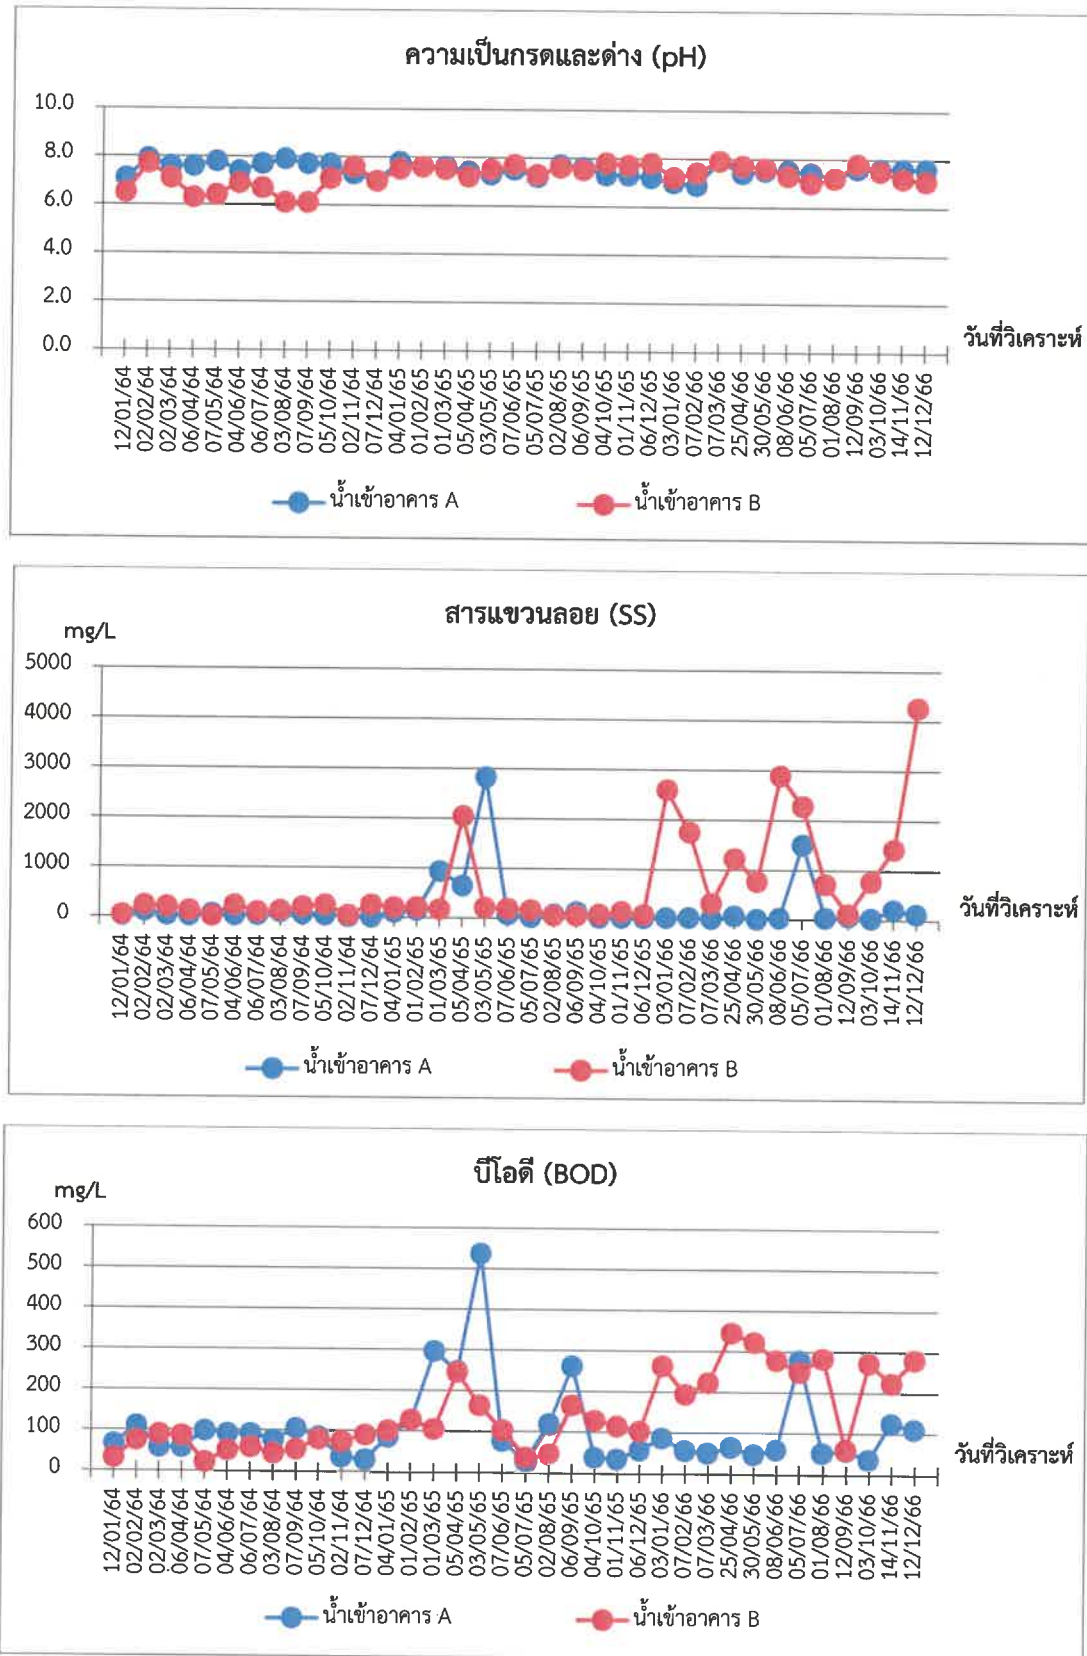 ความเป็นกรดและด่าง (pH)
10.0
8.0
6.0
4.0
2.0
0.0
วันที่วิเคราะห์
12/01/64 02/02/64 02/03/64 06/04/64 07/05/64 04/06/64 06/07/64 03/08/64 07/09/64 05/10/64 02/11/64 07/12/64 04/01/65 01/02/65 01/03/65 05/04/65 03/05/65 07/06/65 05/07/65 02/08/65 06/09/65 04/10/65 01/11/65 06/12/65 03/01/66 07/02/66 07/03/66 25/04/66 30/05/66 08/06/66 05/07/66 01/08/66 12/09/66 03/10/66 14/11/66 12/12/66
น้ำเข้าอาคาร A น้ำเข้าอาคาร B
สารแขวนลอย (SS)
mg/L
5000
4000
3000
2000
1000
0
วันที่วิเคราะห์
12/01/64 02/02/64 02/03/64 06/04/64 07/05/64 04/06/64 06/07/64 03/08/64 07/09/64 05/10/64 02/11/64 07/12/64 04/01/65 01/02/65 01/03/65 05/04/65 03/05/65 07/06/65 05/07/65 02/08/65 06/09/65 04/10/65 01/11/65 06/12/65 03/01/66 07/02/66 07/03/66 25/04/66 30/05/66 08/06/66 05/07/66 01/08/66 12/09/66 03/10/66 14/11/66 12/12/66
น้ำเข้าอาคาร A น้ำเข้าอาคาร B
บีโอดี (BOD)
mg/L
600
500
400
300
200
100
0
วันที่วิเคราะห์
12/01/64 02/02/64 02/03/64 06/04/64 07/05/64 04/06/64 06/07/64 03/08/64 07/09/64 05/10/64 02/11/64 07/12/64 04/01/65 01/02/65 01/03/65 05/04/65 03/05/65 07/06/65 05/07/65 02/08/65 06/09/65 04/10/65 01/11/65 06/12/65 03/01/66 07/02/66 07/03/66 25/04/66 30/05/66 08/06/66 05/07/66 01/08/66 12/09/66 03/10/66 14/11/66 12/12/66
น้ำเข้าอาคาร A น้ำเข้าอาคาร B